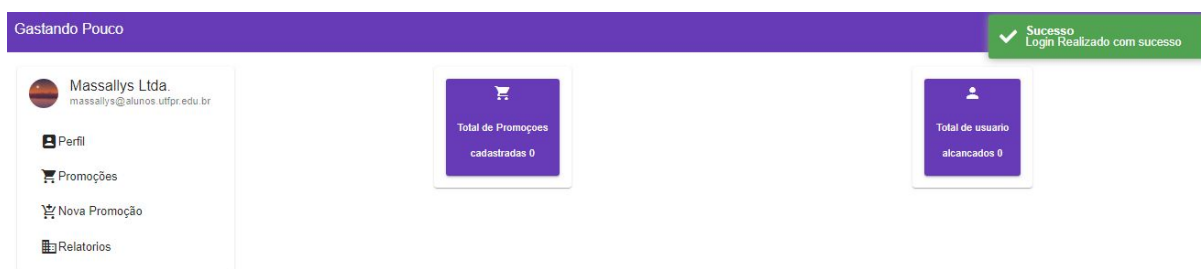 Gastando Pouco
Sucesso
Login Realizado com sucesso
Massallys Ltda.
massallys@alunos.utfpr.edu.br
Perfil
Promoções
Nova Promoção
Relatorios
Total de Promoçoes
cadastradas 0
Total de usuario
alcancados 0